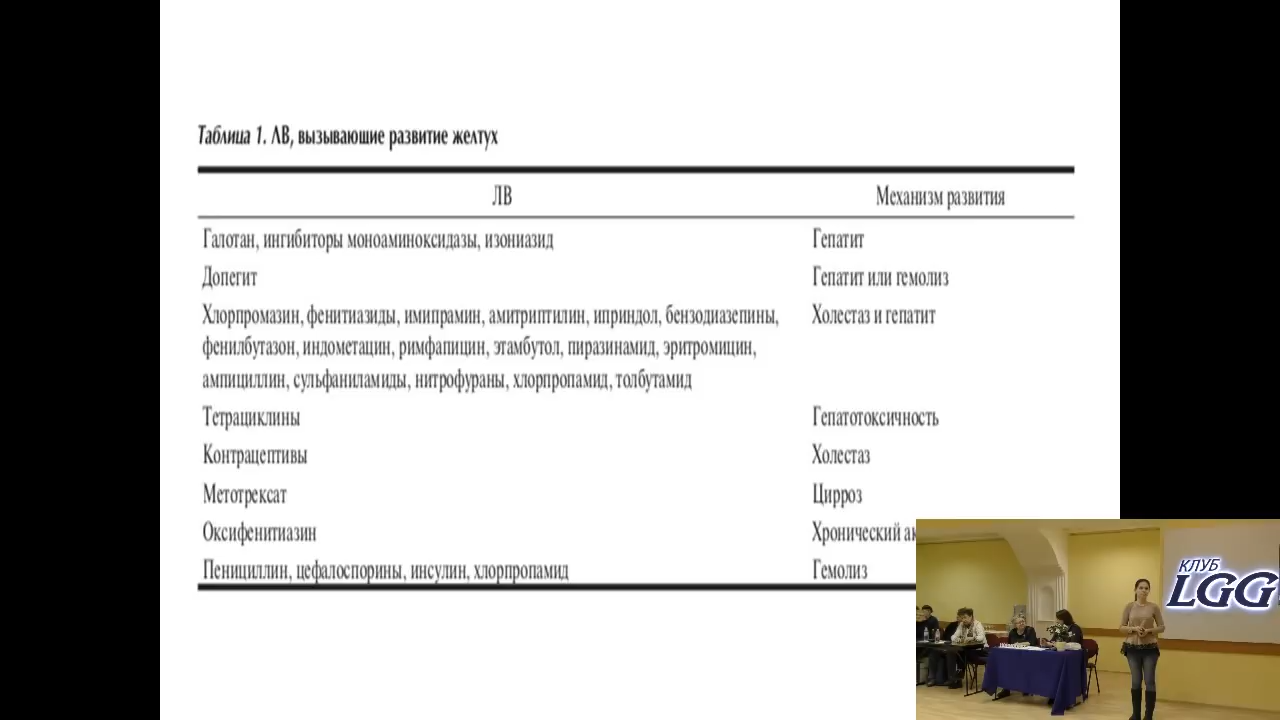 Таблица 1. ЛВ, вызывающие развитие желтух
ЛВ Механизм развития
Галотан, ингибиторы моноаминоксидазы, изониазид Гепатит
Допегит Гепатит или гемолиз
Хлорпромазин, фенитиазиды, имипрамин, амитриптилин, иприндол, бензодиазепины, Холестаз и гепатит
фенилбутазон, индометацин, римфапицин, этамбутол, пиразинамид, эритромицин,
ампициллин, сульфаниламиды, нитрофураны, хлорпропамид, толбутамид
Тетрациклины Гепатотоксичность
Контрацептивы Холестаз
Метотрексат Цирроз
Оксифенитиазин Хронический
Пенициллин, цефалоспорины, инсулин, хлорпропамид Гемолиз
КЛУБ
LGG